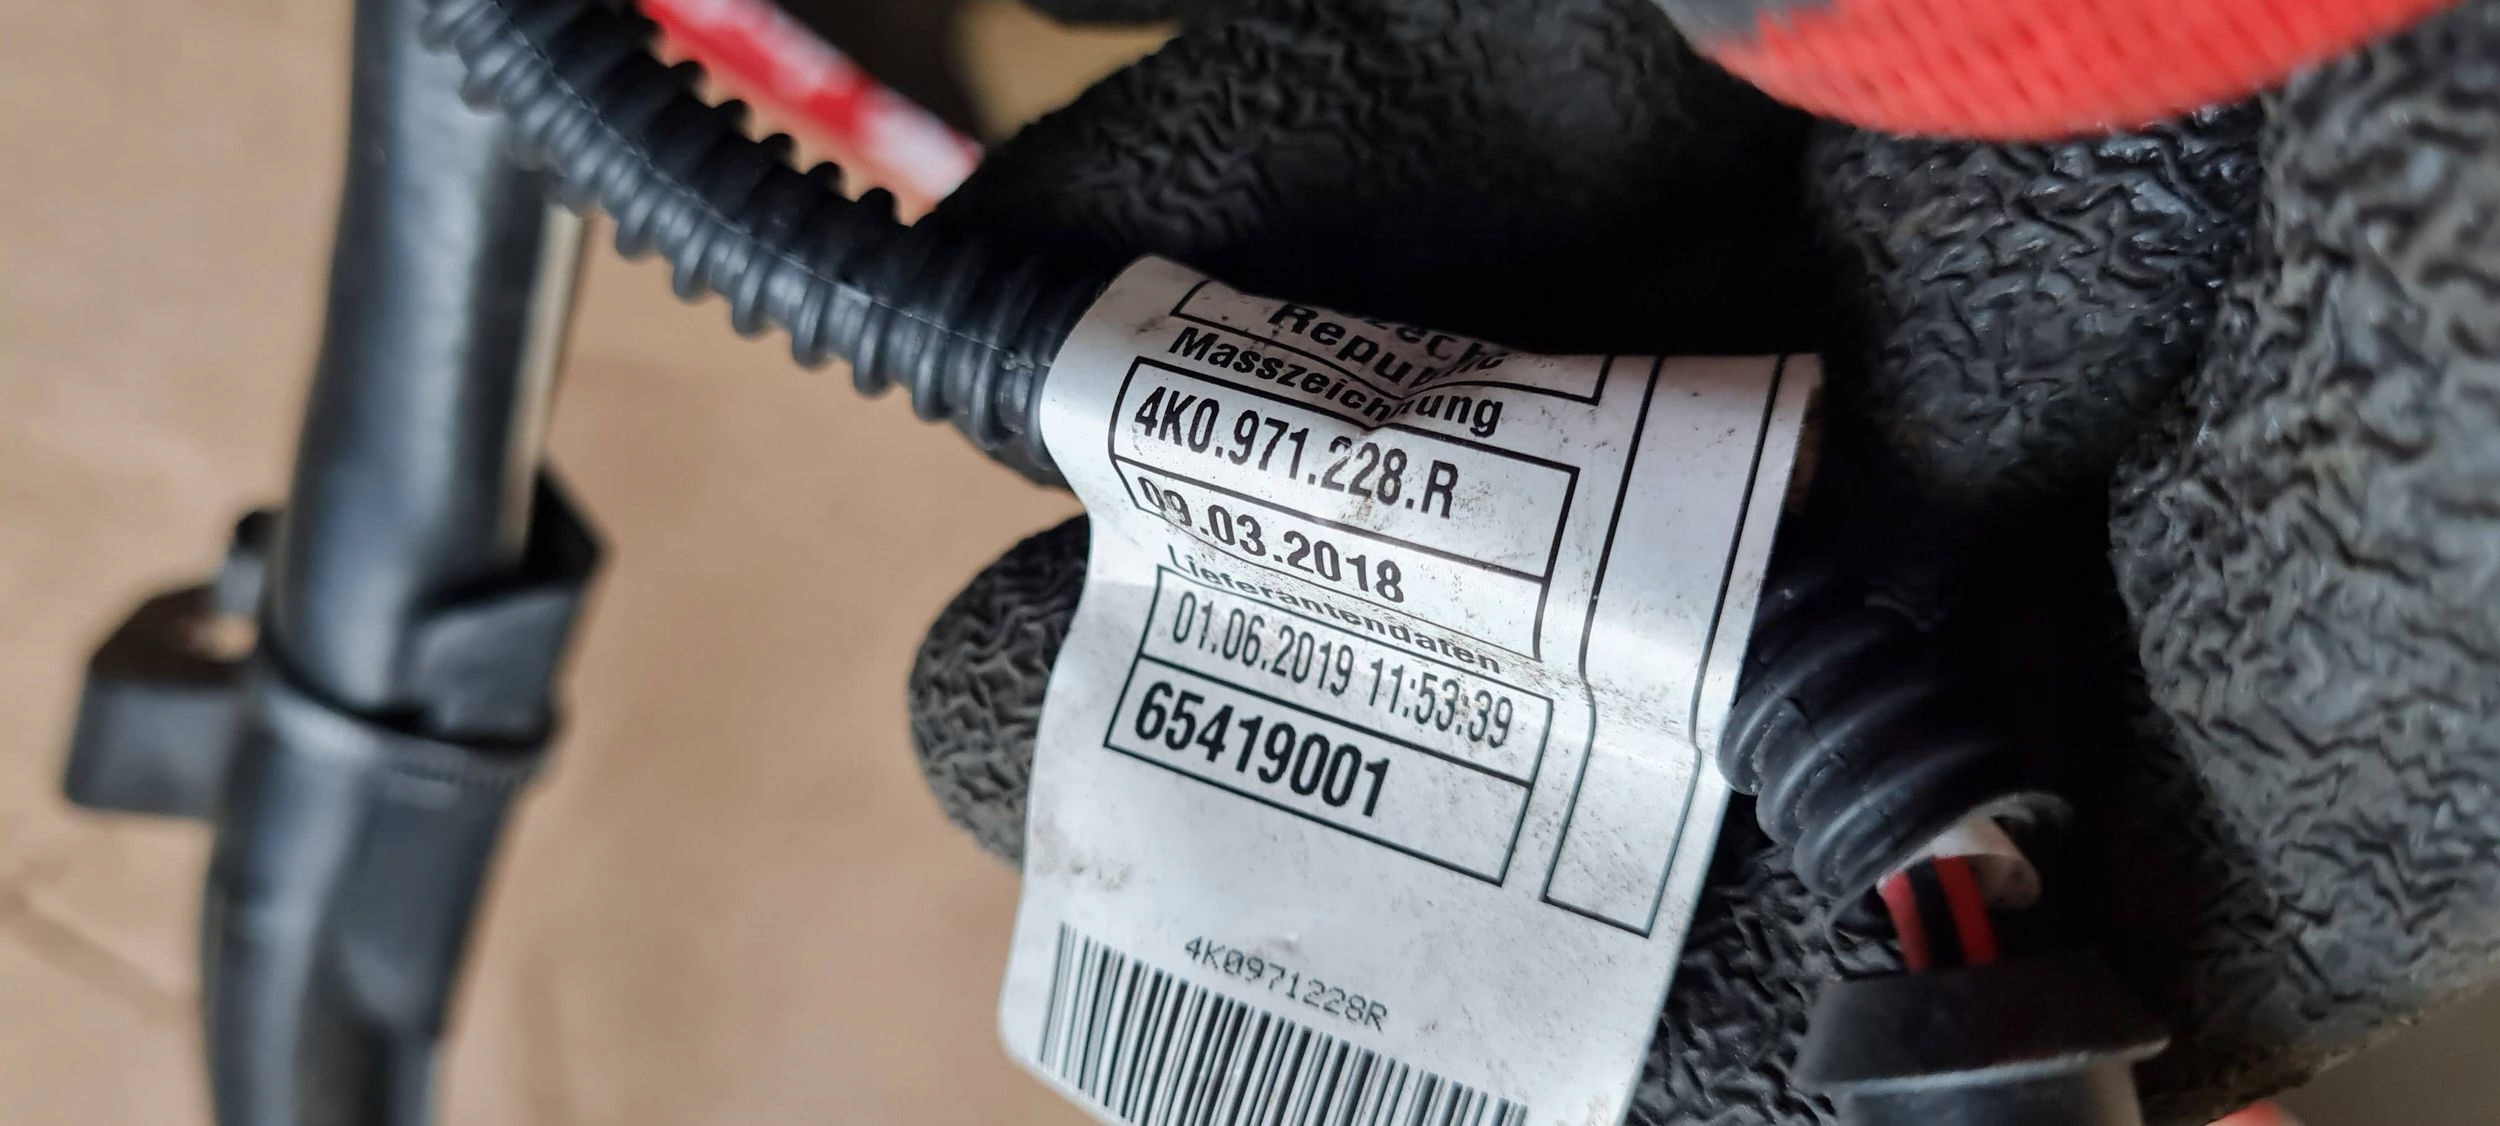 Masszeichnung
4K0.971.228.R
09.03.2018
Lieferantendaten
01.06.2019 11:53:39
65419001
4K0971228R